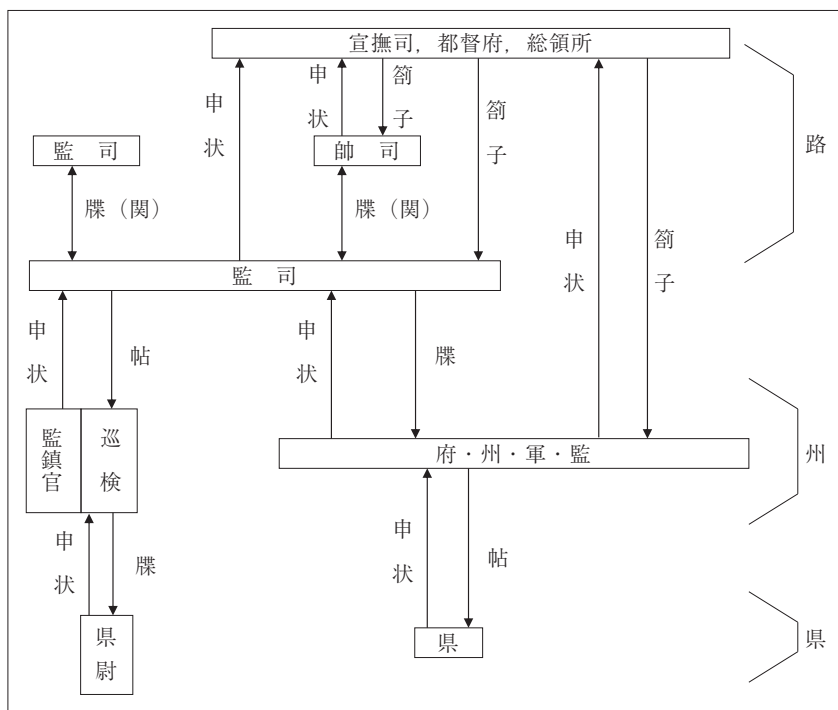 宣撫司，都督府，総領所
申状
申状
箚子
箚子
申状
箚子
路
監　司
帥　司
牒（関）
牒（関）
監　司
申状
帖
申状
牒
監鎮官
巡検
府・州・軍・監
州
申状
牒
申状
帖
県尉
県
県